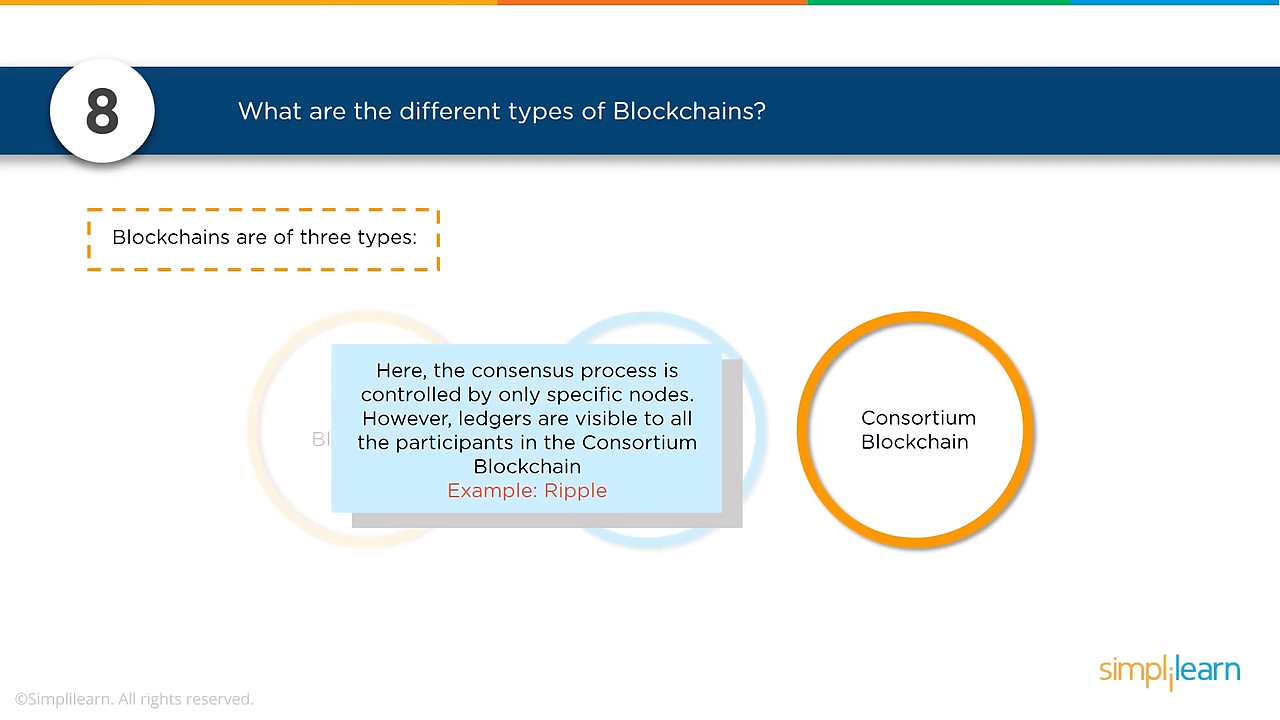 8
What are the different types of Blockchains?
Blockchains are of three types:
Here, the consensus process is
controlled by only specific nodes.
However, ledgers are visible to all
the participants in the Consortium
Blockchain
Example: Ripple
Consortium
Blockchain
simplilearn
©Simplilearn. All rights reserved.